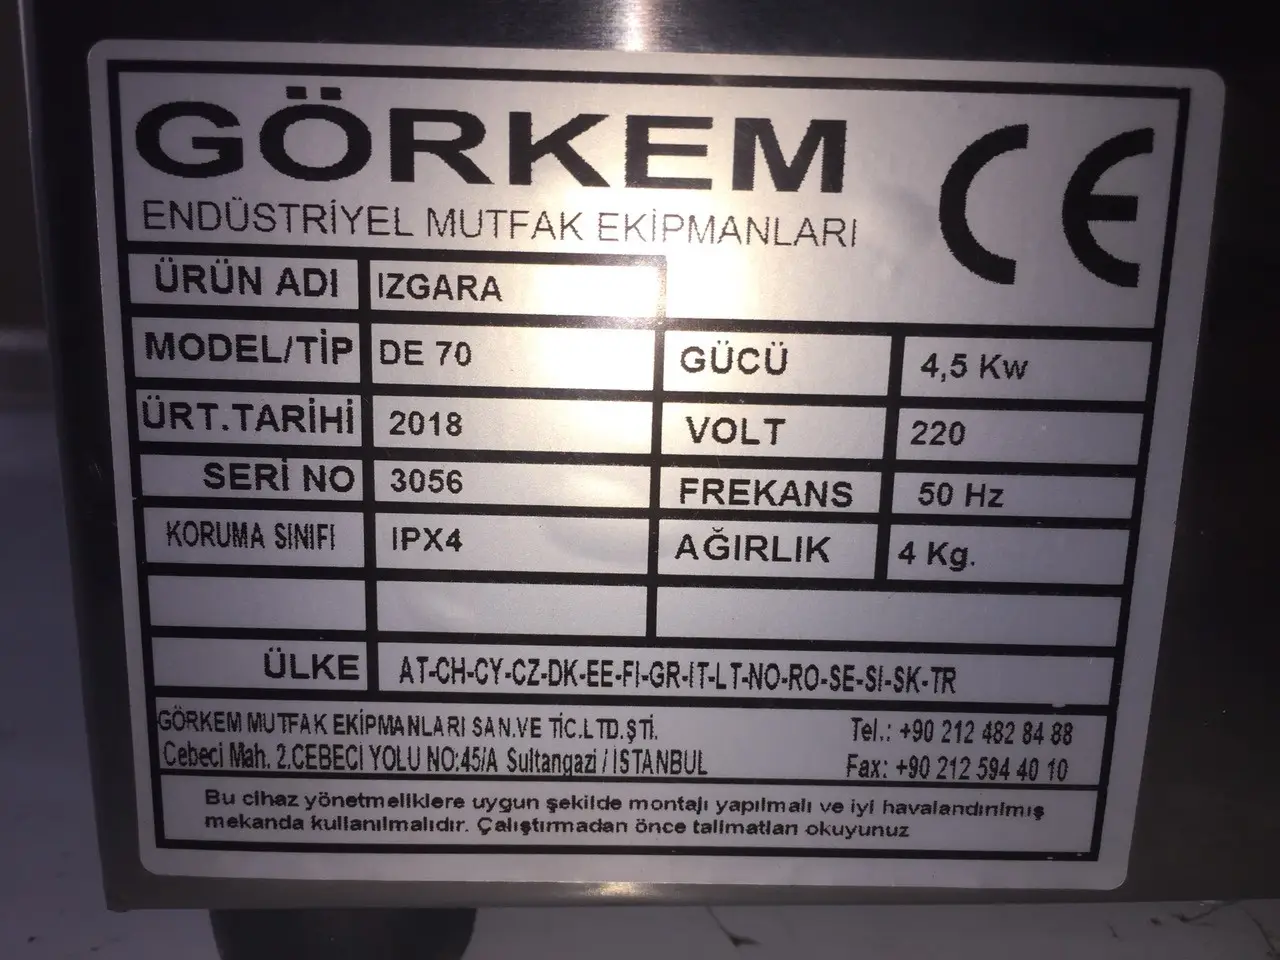 GÖRKEM
ENDÜSTRİYEL MUTFAK EKİPMANLARI
CE
ÜRÜN ADI IZGARA
MODEL/TİP DE 70 GÜCÜ 4,5 Kw
ÜRT.TARİHİ 2018 VOLT 220
SERİ NO 3056 FREKANS 50 Hz
KORUMA SINIFI IPX4 AĞIRLIK 4 Kg.
ÜLKE AT-CH-CY-CZ-DK-EE-FI-GR-IT-LT-NO-RO-SE-SI-SK-TR
GÖRKEM MUTFAK EKİPMANLARI SAN.VE TİC.LTD.ŞTİ. Tel.: +90 212 482 84 88
Cebeci Mah. 2.CEBECİ YOLU NO:45/A Sultangazi / İSTANBUL Fax: +90 212 594 40 10
Bu cihaz yönetmeliklere uygun şekilde montajı yapılmalı ve iyi havalandırılmış
mekanda kullanılmalıdır. Çalıştırmadan önce talimatları okuyunuz